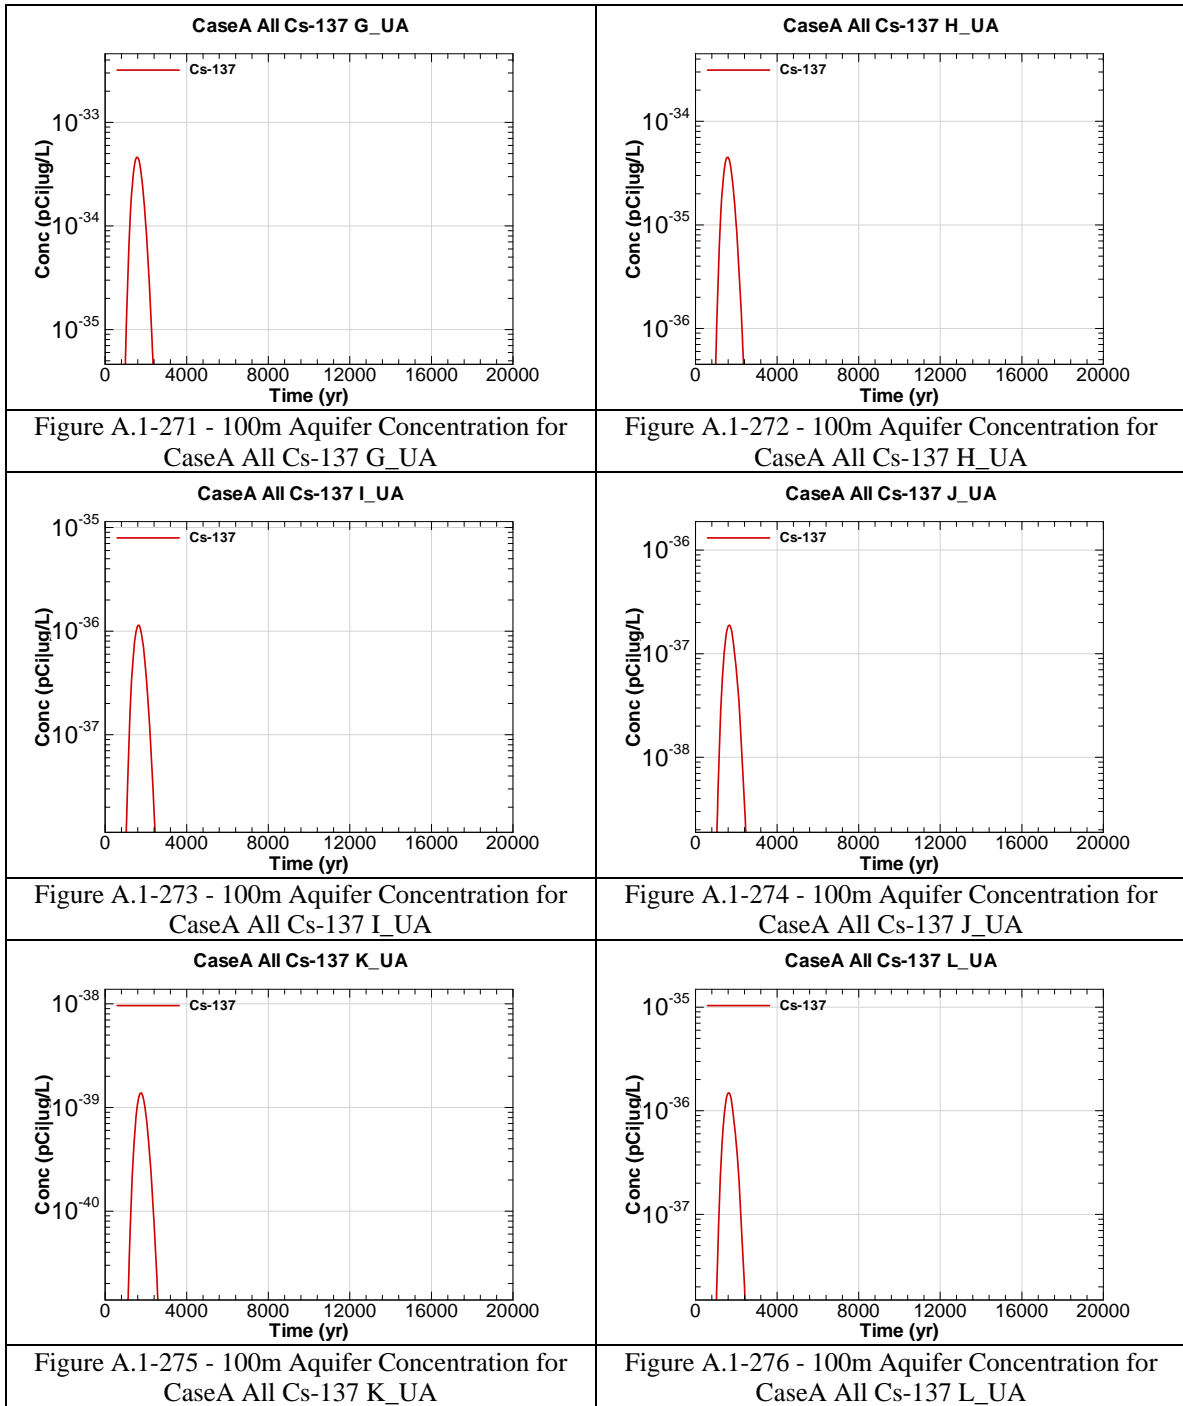 CaseA All Cs-137 G_UA
Cs-137
10-33
10-34
10-35
Conc (pCi|ug/L)
0 4000 8000 12000 16000 20000
Time (yr)
Figure A.1-271 - 100m Aquifer Concentration for
CaseA All Cs-137 G_UA
CaseA All Cs-137 H_UA
Cs-137
10-34
10-35
10-36
Conc (pCi|ug/L)
0 4000 8000 12000 16000 20000
Time (yr)
Figure A.1-272 - 100m Aquifer Concentration for
CaseA All Cs-137 H_UA
CaseA All Cs-137 I_UA
Cs-137
10-35
10-36
10-37
Conc (pCi|ug/L)
0 4000 8000 12000 16000 20000
Time (yr)
Figure A.1-273 - 100m Aquifer Concentration for
CaseA All Cs-137 I_UA
CaseA All Cs-137 J_UA
Cs-137
10-36
10-37
10-38
Conc (pCi|ug/L)
0 4000 8000 12000 16000 20000
Time (yr)
Figure A.1-274 - 100m Aquifer Concentration for
CaseA All Cs-137 J_UA
CaseA All Cs-137 K_UA
Cs-137
10-38
10-39
10-40
Conc (pCi|ug/L)
0 4000 8000 12000 16000 20000
Time (yr)
Figure A.1-275 - 100m Aquifer Concentration for
CaseA All Cs-137 K_UA
CaseA All Cs-137 L_UA
Cs-137
10-35
10-36
10-37
Conc (pCi|ug/L)
0 4000 8000 12000 16000 20000
Time (yr)
Figure A.1-276 - 100m Aquifer Concentration for
CaseA All Cs-137 L_UA